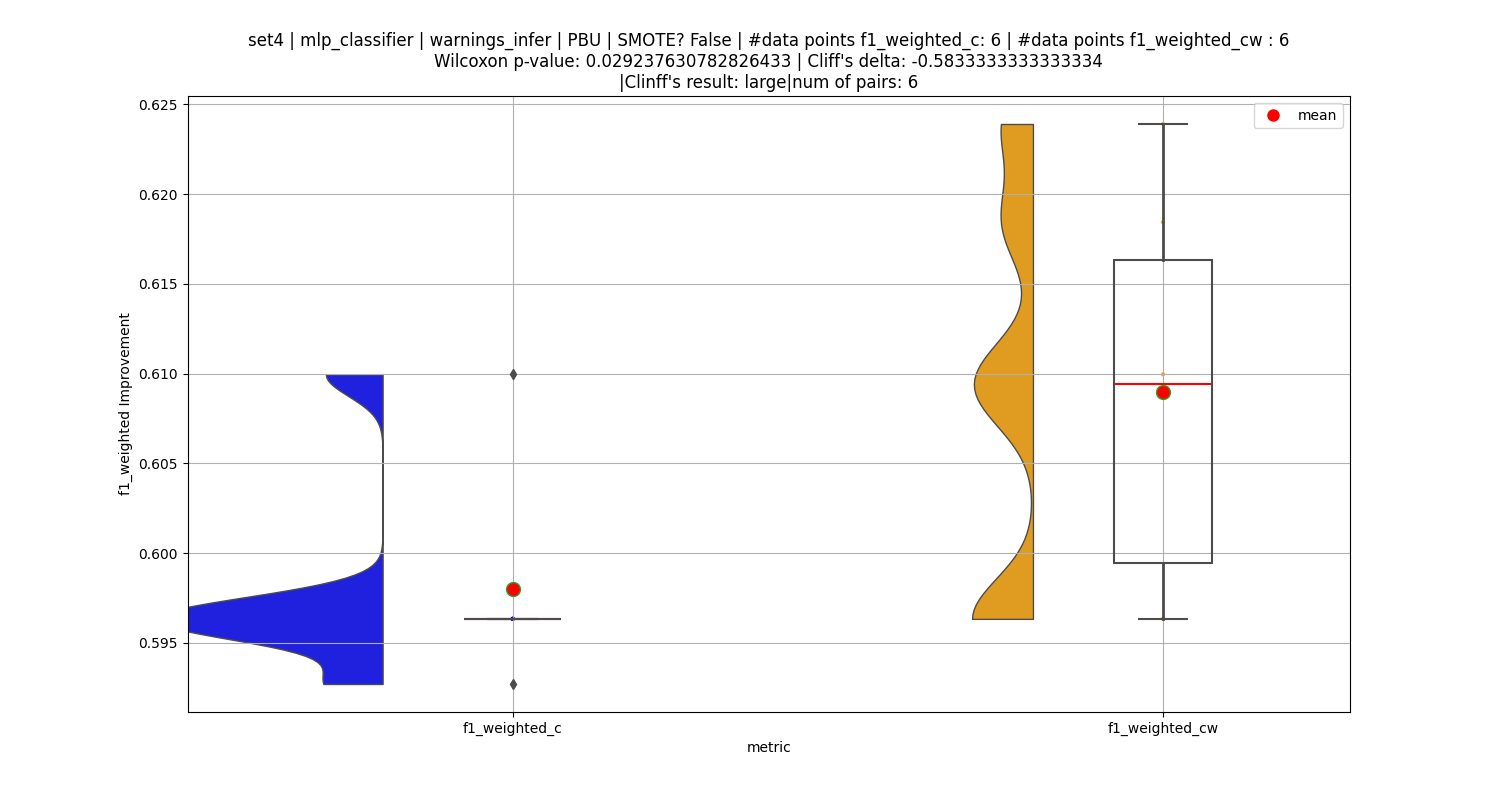 set4 | mlp_classifier | warnings_infer | PBU | SMOTE? False | #data points f1_weighted_c: 6 | #data points f1_weighted_cw : 6
Wilcoxon p-value: 0.029237630782826433 | Cliff's delta: -0.5833333333333334
|Clinff's result: large|num of pairs: 6
mean
0.625
0.620
0.615
0.610
0.605
0.600
0.595
f1_weighted Improvement
f1_weighted_c
f1_weighted_cw
metric